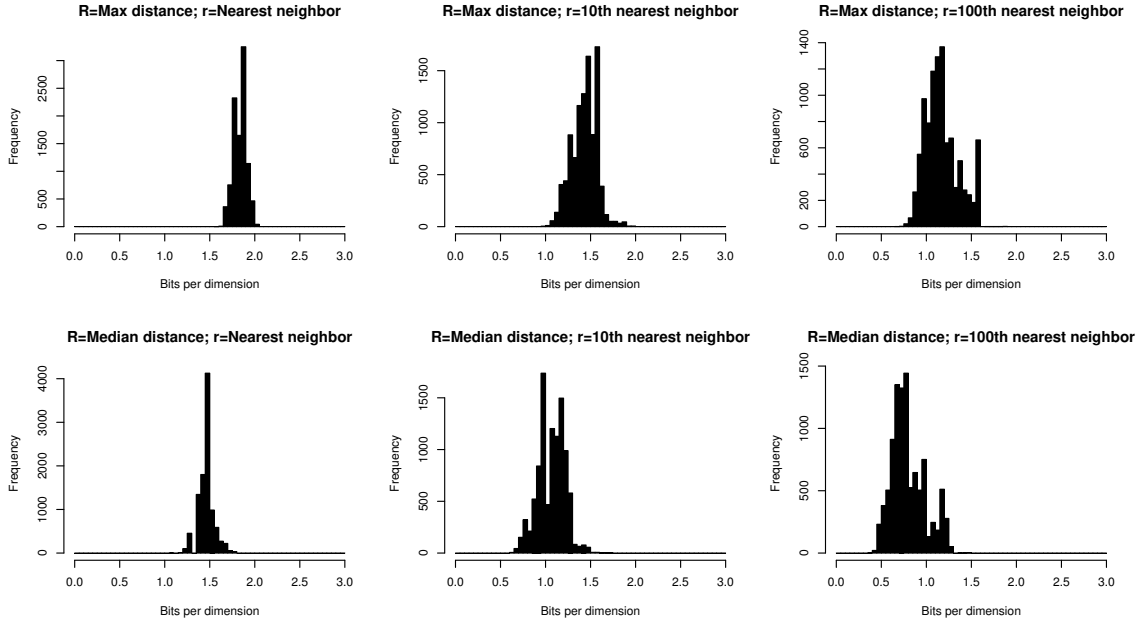 R=Max distance; r=Nearest neighbor
Frequency
0
500
1500
2500
0.0 0.5 1.0 1.5 2.0 2.5 3.0
Bits per dimension
R=Max distance; r=10th nearest neighbor
Frequency
0
500
1000
1500
0.0 0.5 1.0 1.5 2.0 2.5 3.0
Bits per dimension
R=Max distance; r=100th nearest neighbor
Frequency
0
200
600
1000
1400
0.0 0.5 1.0 1.5 2.0 2.5 3.0
Bits per dimension
R=Median distance; r=Nearest neighbor
Frequency
0
1000
2000
3000
4000
0.0 0.5 1.0 1.5 2.0 2.5 3.0
Bits per dimension
R=Median distance; r=10th nearest neighbor
Frequency
0
500
1000
1500
0.0 0.5 1.0 1.5 2.0 2.5 3.0
Bits per dimension
R=Median distance; r=100th nearest neighbor
Frequency
0
500
1000
1500
0.0 0.5 1.0 1.5 2.0 2.5 3.0
Bits per dimension